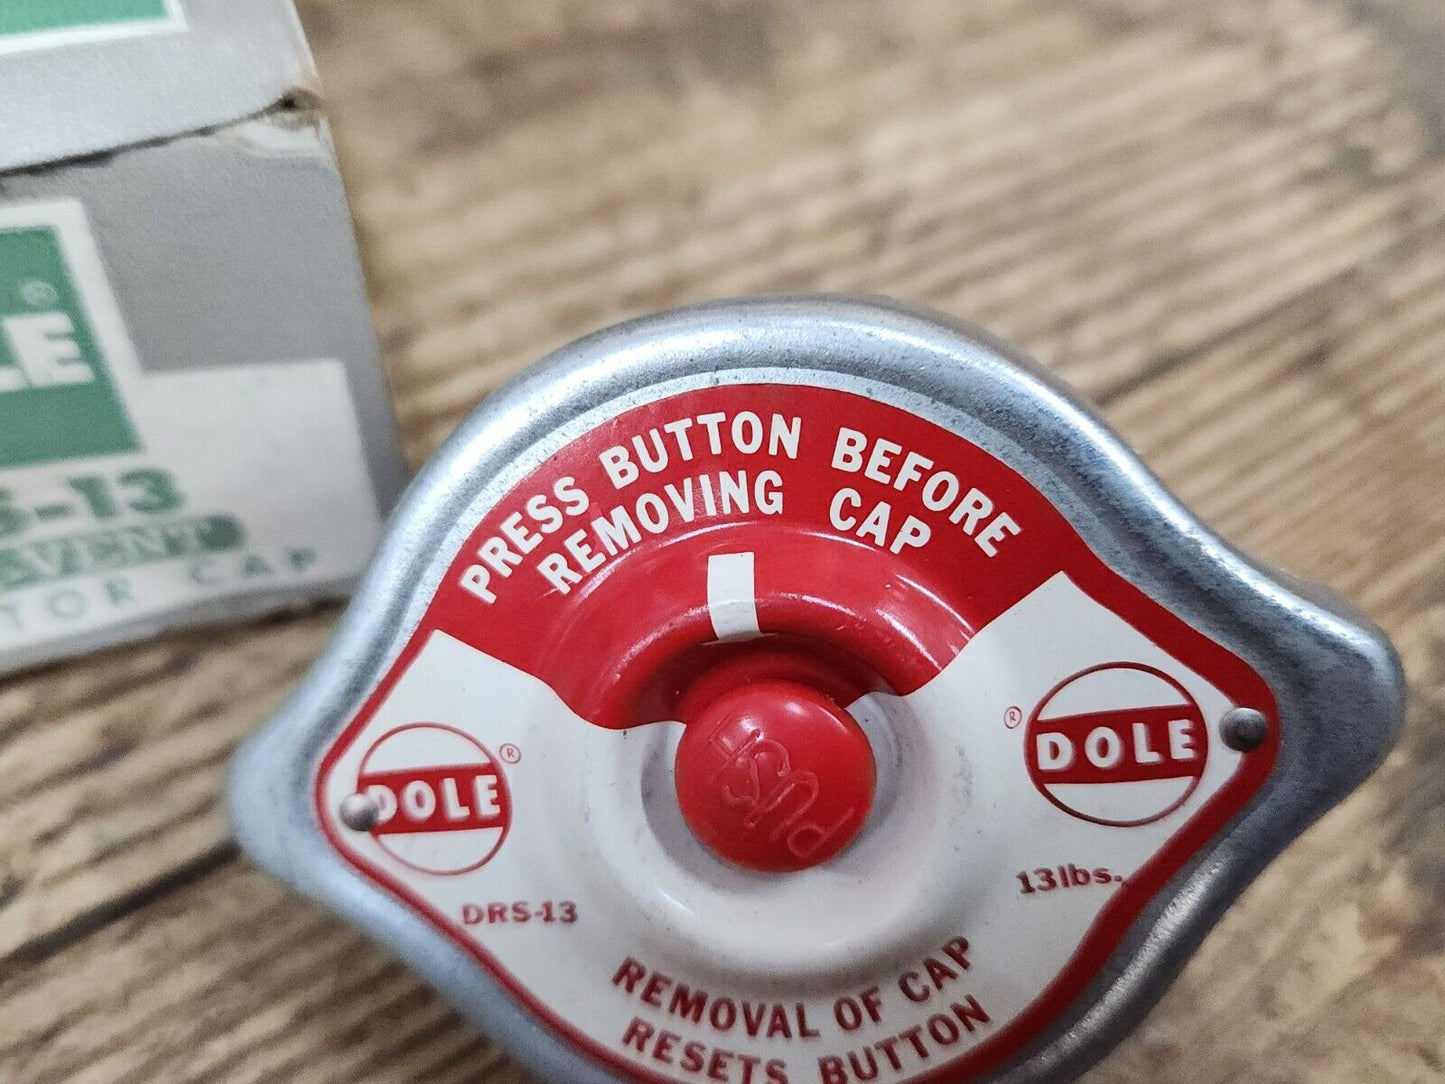 ®
LE
S-13
AVENT
TOR CAP
PRESS BUTTON BEFORE
REMOVING CAP
PUSH
DOLE ®
® DOLE
DRS-13
13lbs.
REMOVAL OF CAP
RESETS BUTTON